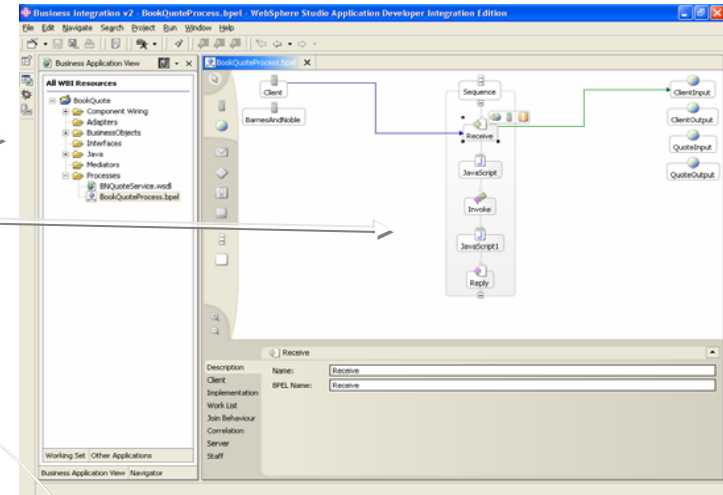 Business Integration v2 - BookQuoteProcess.bpel - WebSphere Studio Application Developer Integration Edition
File Edit Navigate Search Project Run Window Help
Business Application View
BookQuoteProcess.bpel
All WBI Resources
BookQuote
Component Wiring
Adapters
BusinessObjects
Interfaces
Java
Mediators
Processes
BNQuoteService.wsdl
BookQuoteProcess.bpel
Client
BarnesAndNoble
Sequence
Receive
JavaScript
Invoke
JavaScript1
Reply
ClientInput
ClientOutput
QuoteInput
QuoteOutput
Receive
Description
Client
Implementation
Work List
Join Behaviour
Correlation
Server
Staff
Name: Receive
BPEL Name: Receive
Working Set Other Applications
Business Application View Navigator